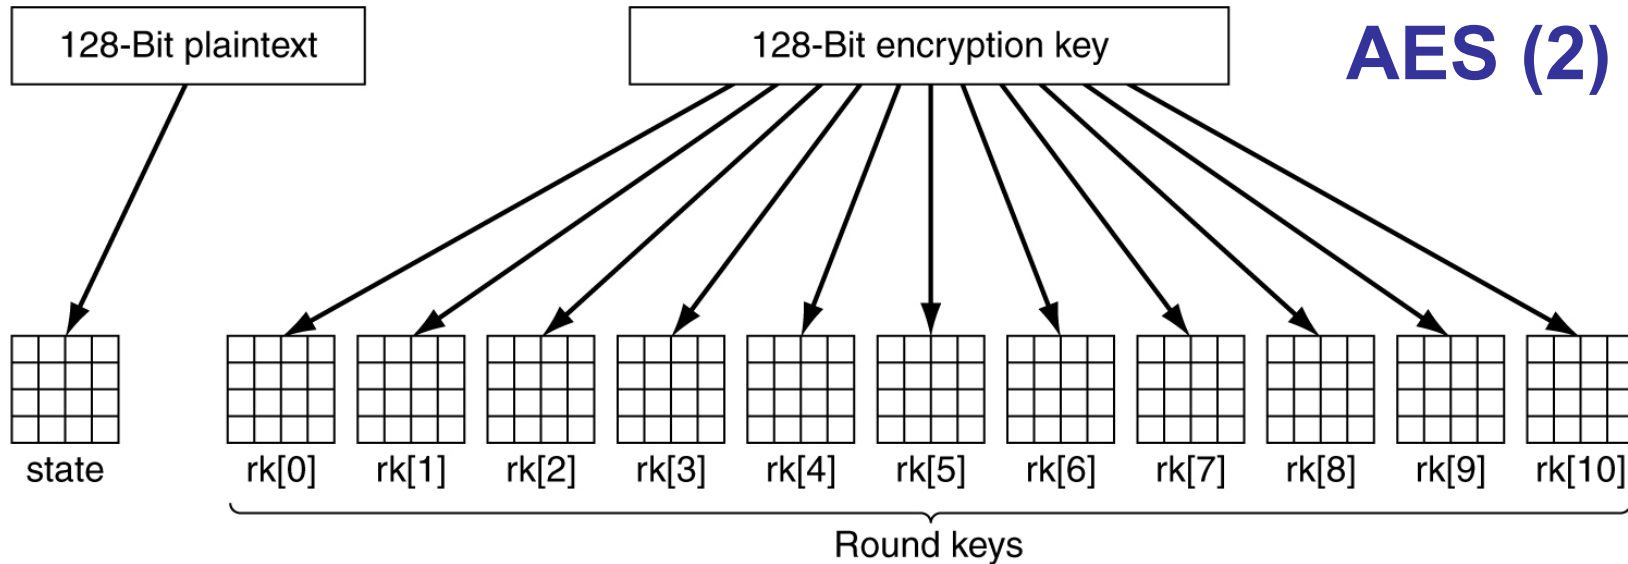 128-Bit plaintext
128-Bit encryption key
AES (2)
state
rk[0]
rk[1]
rk[2]
rk[3]
rk[4]
rk[5]
rk[6]
rk[7]
rk[8]
rk[9]
rk[10]
Round keys